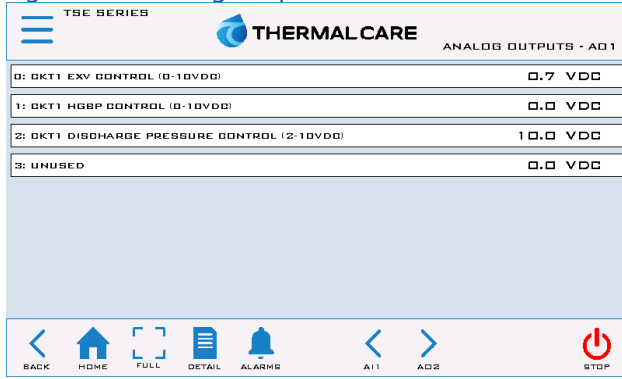 TSE SERIES
THERMALCARE
ANALOG OUTPUTS - AO1
0: CKT1 EXV CONTROL (0-10VDC) 0.7 VDC
1: CKT1 HGBP CONTROL (0-10VDC) 0.0 VDC
2: CKT1 DISCHARGE PRESSURE CONTROL (2-10VDC) 10.0 VDC
3: UNUSED 0.0 VDC
BACK HOME FULL DETAIL ALARMS AI1 AO2 STOP